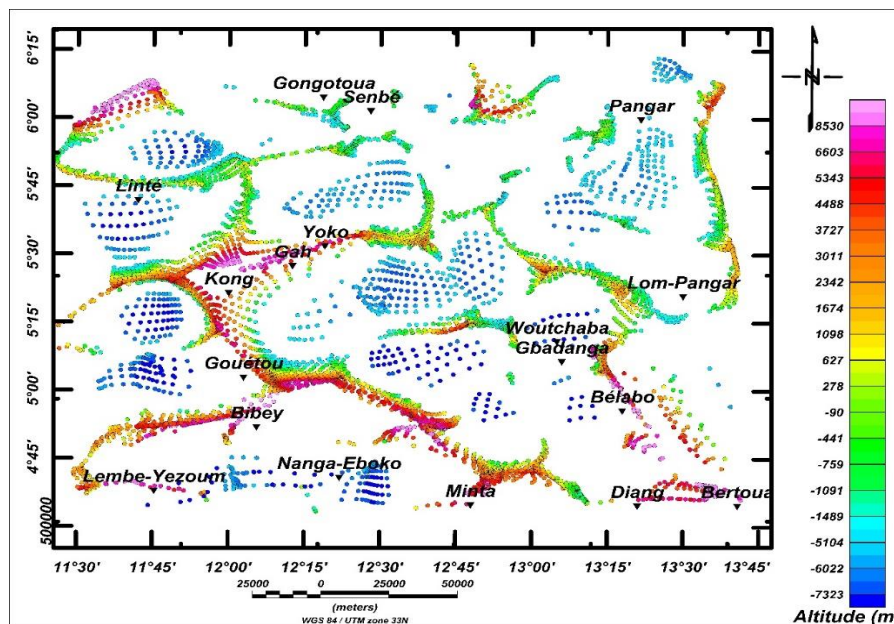 6°15'
6°00'
5°45'
5°30'
5°15'
5°00'
4°45'
500000
Gongotoua
Senbé
Pangar
Linté
Yoko
Gah
Kong
Lom-Pangar
Woutchaba
Gbadanga
Gouetou
Bélabo
Bibey
Lembe-Yezoum
Nanga-Eboko
Minta
Diang
Bertoua
11°30'
11°45'
12°00'
12°15'
12°30'
12°45'
13°00'
13°15'
13°30'
13°45'
25000 0 25000 50000
(meters)
WGS 84 / UTM zone 33N
N
8530
6603
5343
4488
3727
3011
2342
1674
1098
627
278
-90
-441
-759
-1091
-1489
-5104
-6022
-7323
Altitude (m